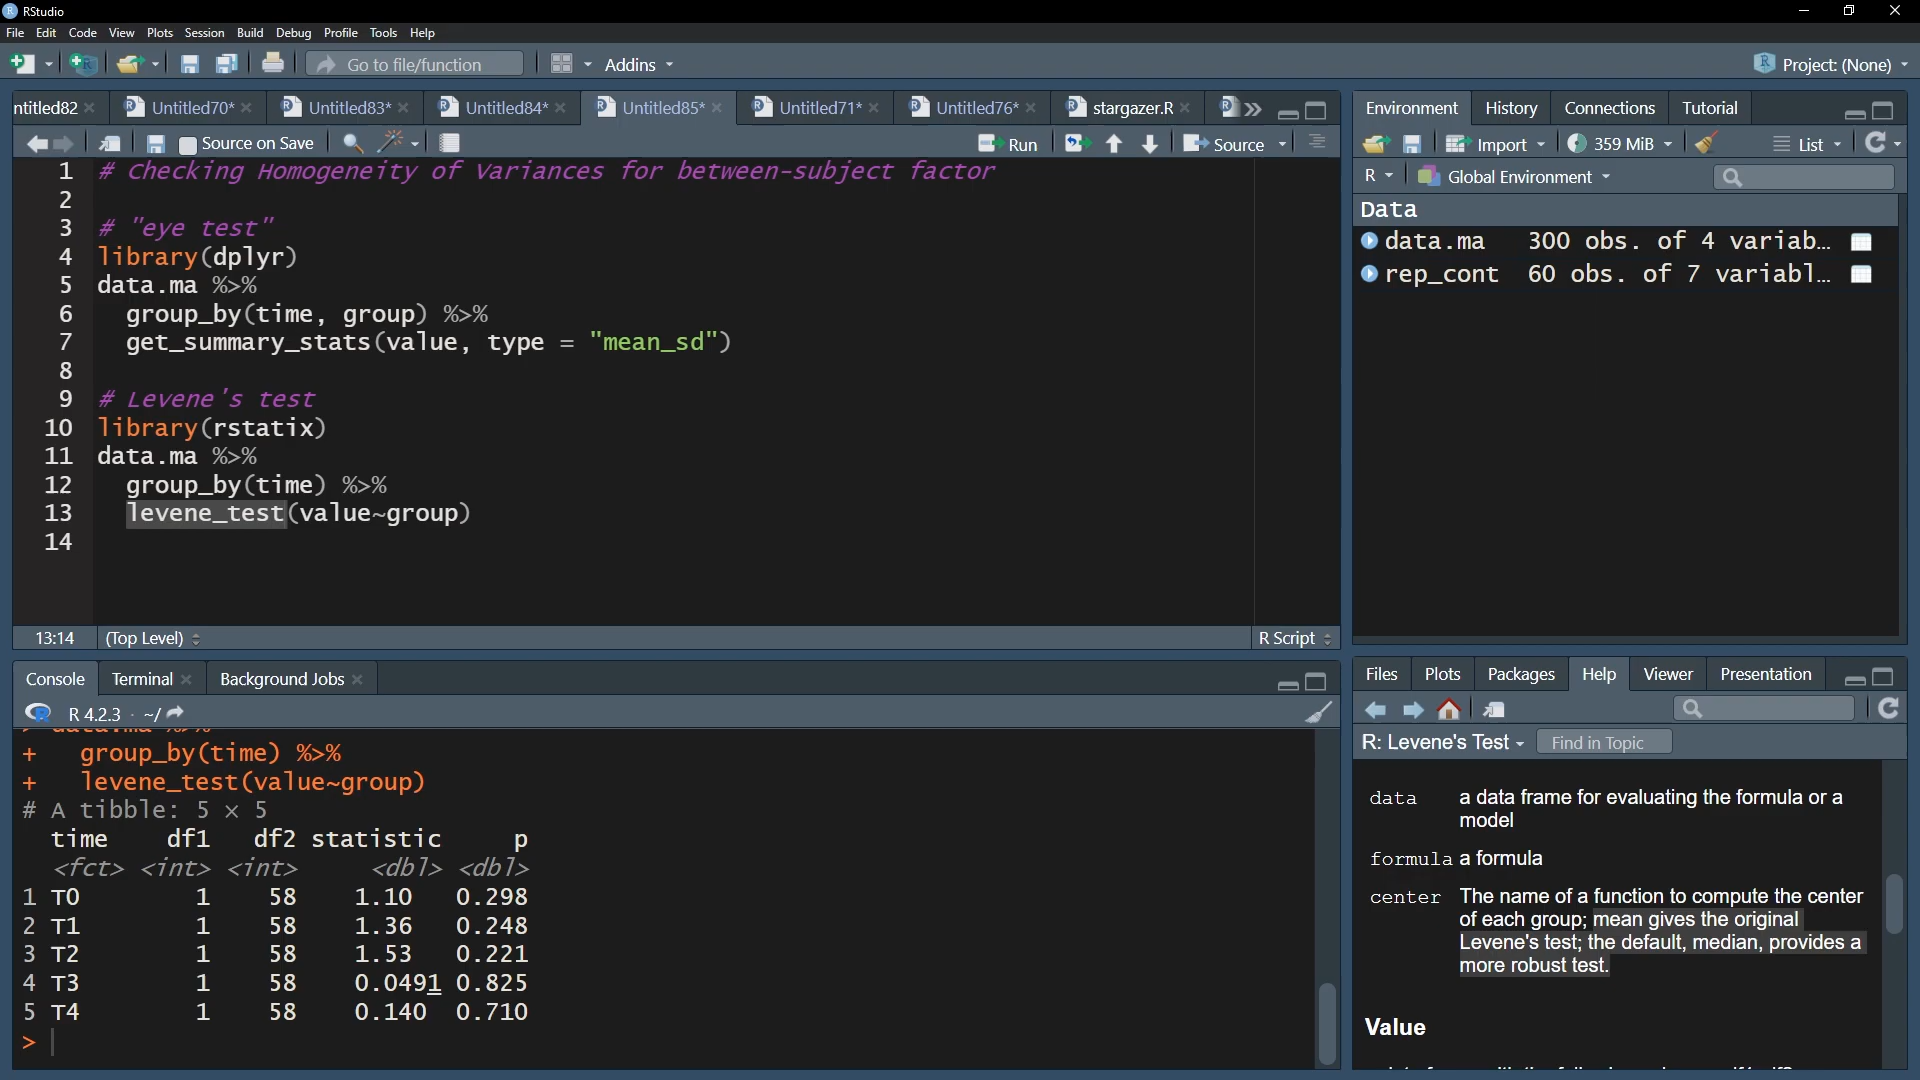 RStudio
File Edit Code View Plots Session Build Debug Profile Tools Help
Go to file/function Addins Project: (None)
ntitled82 Untitled70* Untitled83* Untitled84* Untitled85* Untitled71* Untitled76* stargazer.R
Source on Save Run Source
1 # Checking Homogeneity of Variances for between-subject factor
2
3 # "eye test"
4 library(dplyr)
5 data.ma %>%
6 group_by(time, group) %>%
7 get_summary_stats(value, type = "mean_sd")
8
9 # Levene's test
10 library(rstatix)
11 data.ma %>%
12 group_by(time) %>%
13 levene_test(value~group)
14
13:14 (Top Level) R Script
Console Terminal Background Jobs
R 4.2.3 · ~/
+ group_by(time) %>%
+ levene_test(value~group)
# A tibble: 5 × 5
time df1 df2 statistic p
<fct> <int> <int> <dbl> <dbl>
1 T0 1 58 1.10 0.298
2 T1 1 58 1.36 0.248
3 T2 1 58 1.53 0.221
4 T3 1 58 0.0491 0.825
5 T4 1 58 0.140 0.710
>
Environment History Connections Tutorial
Import 359 MiB List
R Global Environment
Data
data.ma 300 obs. of 4 variab…
rep_cont 60 obs. of 7 variabl…
Files Plots Packages Help Viewer Presentation
R: Levene's Test Find in Topic
data a data frame for evaluating the formula or a
model
formula a formula
center The name of a function to compute the center
of each group; mean gives the original
Levene's test; the default, median, provides a
more robust test.
Value